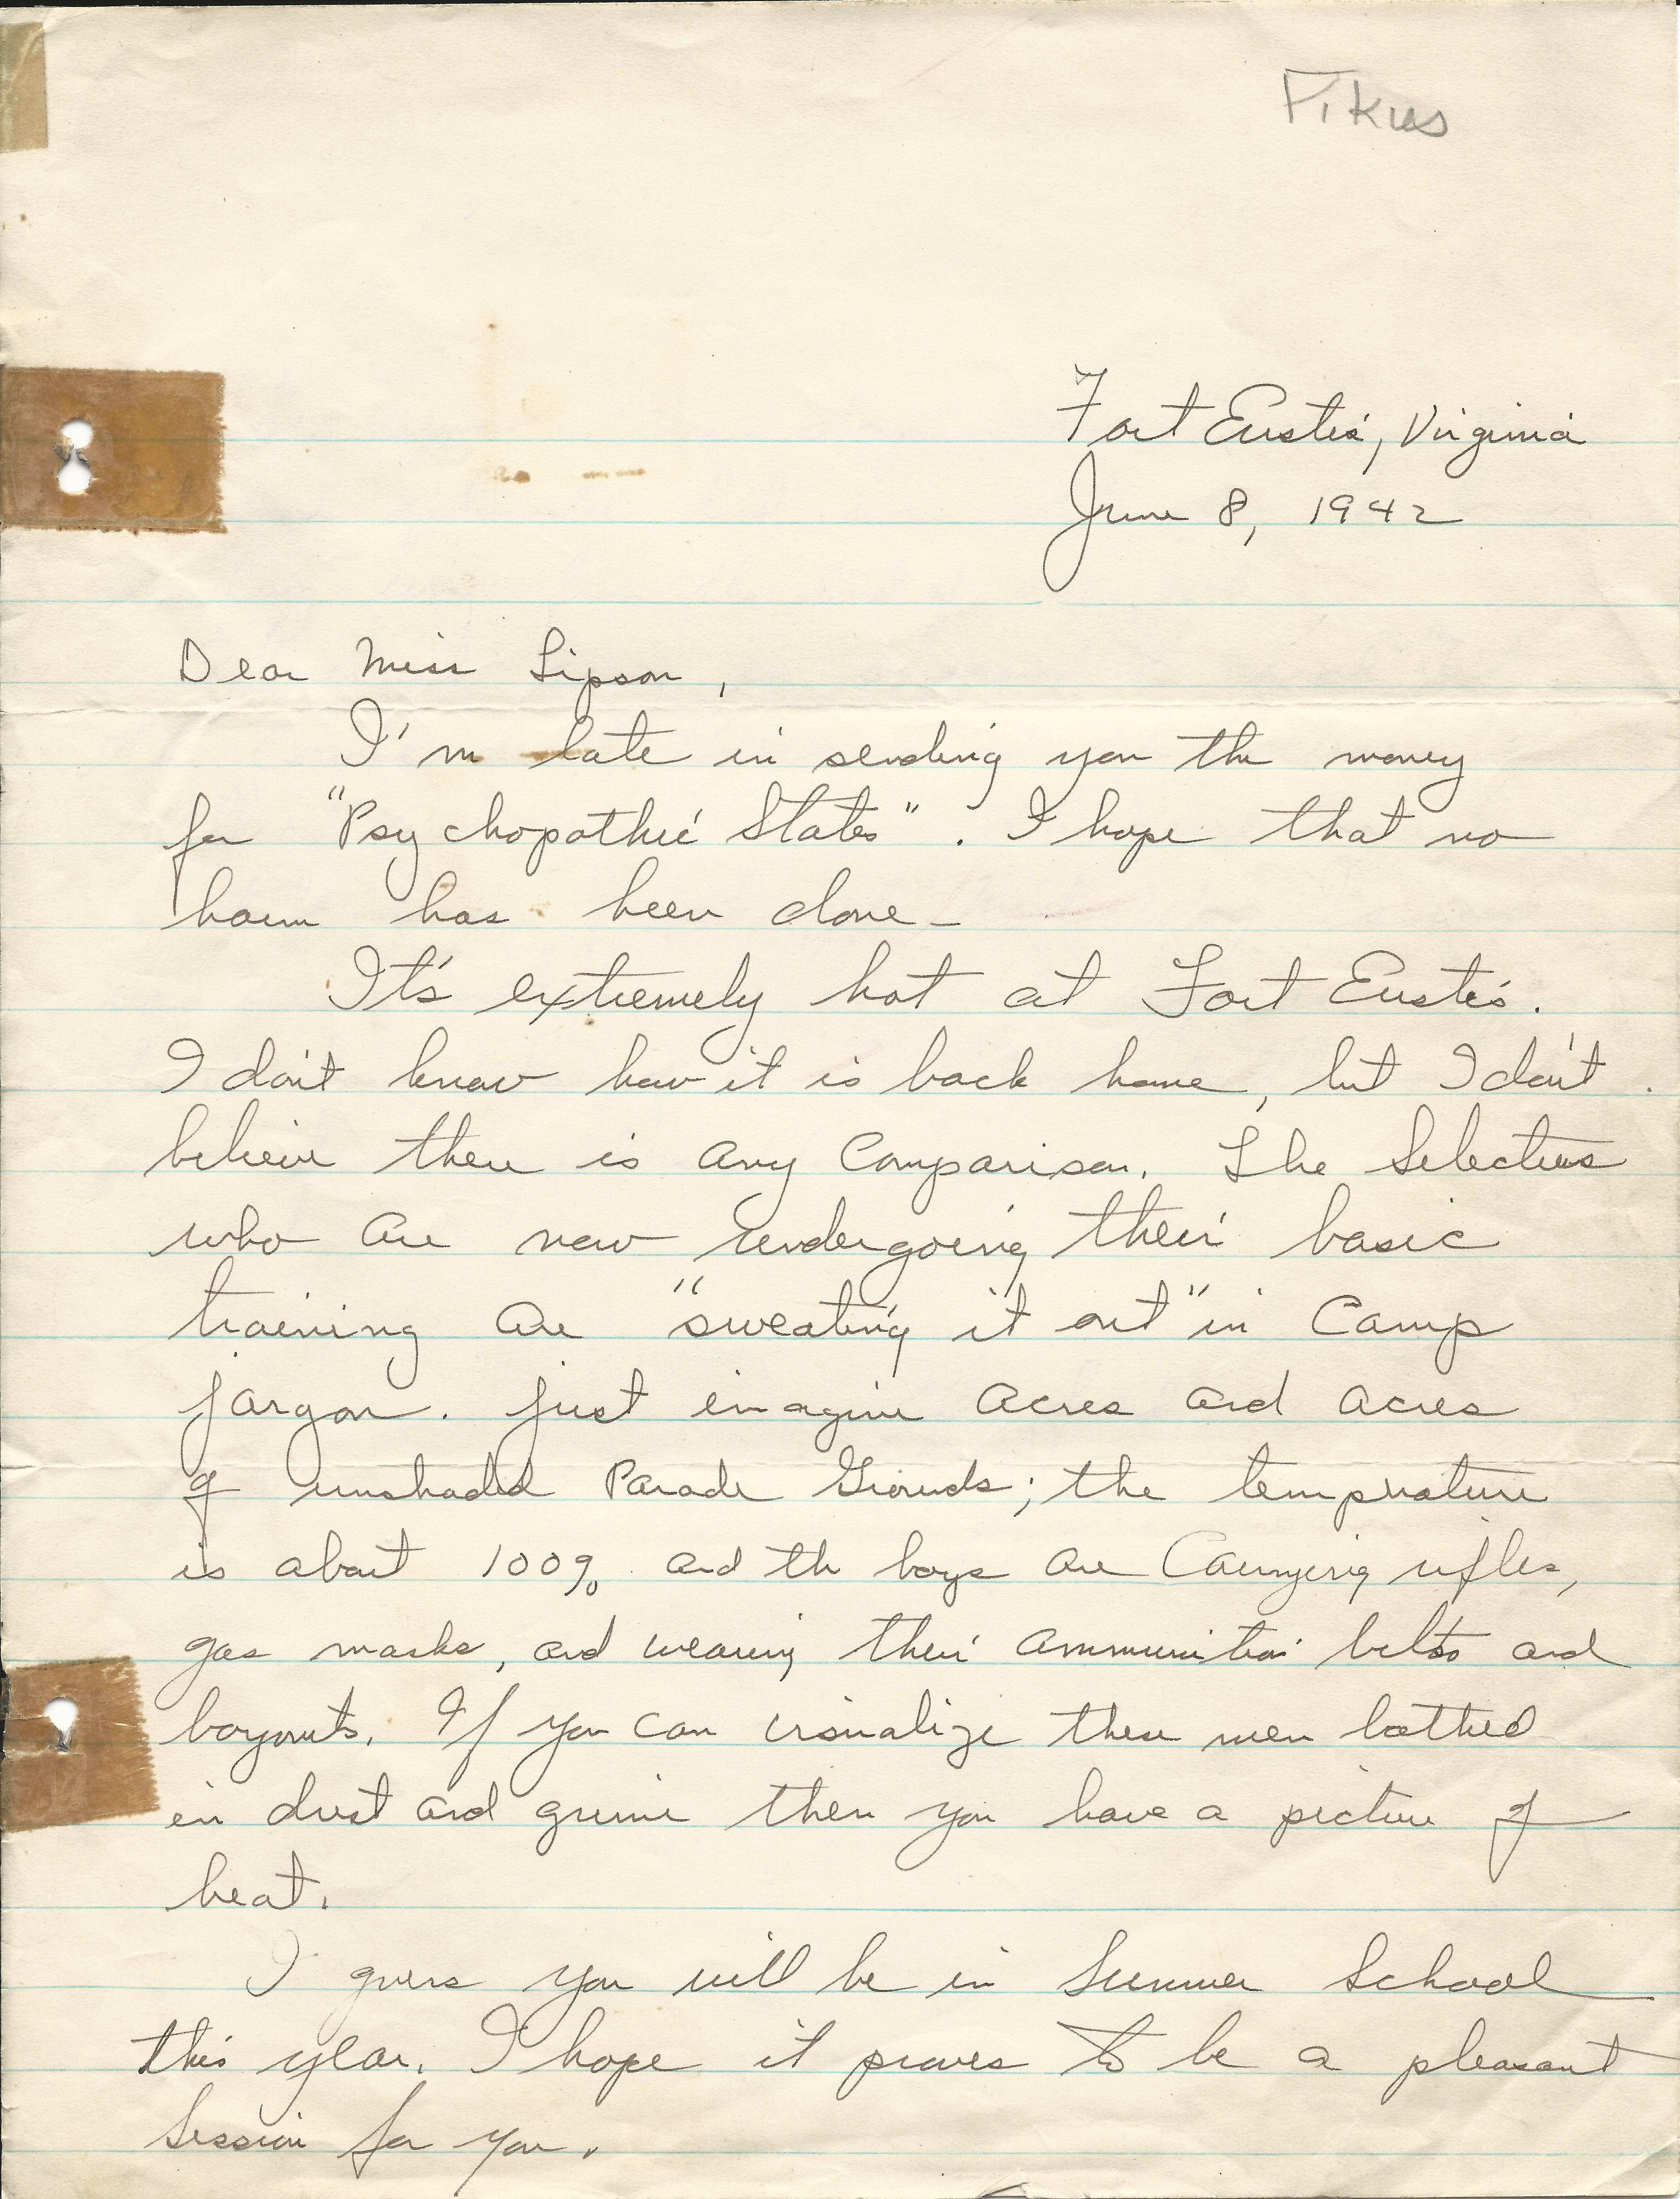 Pikus
Fort Eustis, Virginia
June 8, 1942
Dear Miss Lipson,
I'm late in sending you the money
for "Psychopathic States". I hope that no
harm has been done -
It's extremely hot at Fort Eustis.
I don't know how it is back home, but I don't
believe there is any comparison. The Selectees
who are now undergoing their basic
training are "sweating it out" in Camp
jargon. Just imagine acres and acres
of unshaded Parade Grounds; the temprature
is about 100% and the boys are Carrying rifles,
gas masks, and wearing their ammunition belts and
bayonets. If you can visualize these men bathed
in dust and grime then you have a picture of
heat.
I guess you will be in Summer School
this year. I hope it proves to be a pleasant
Session for you.